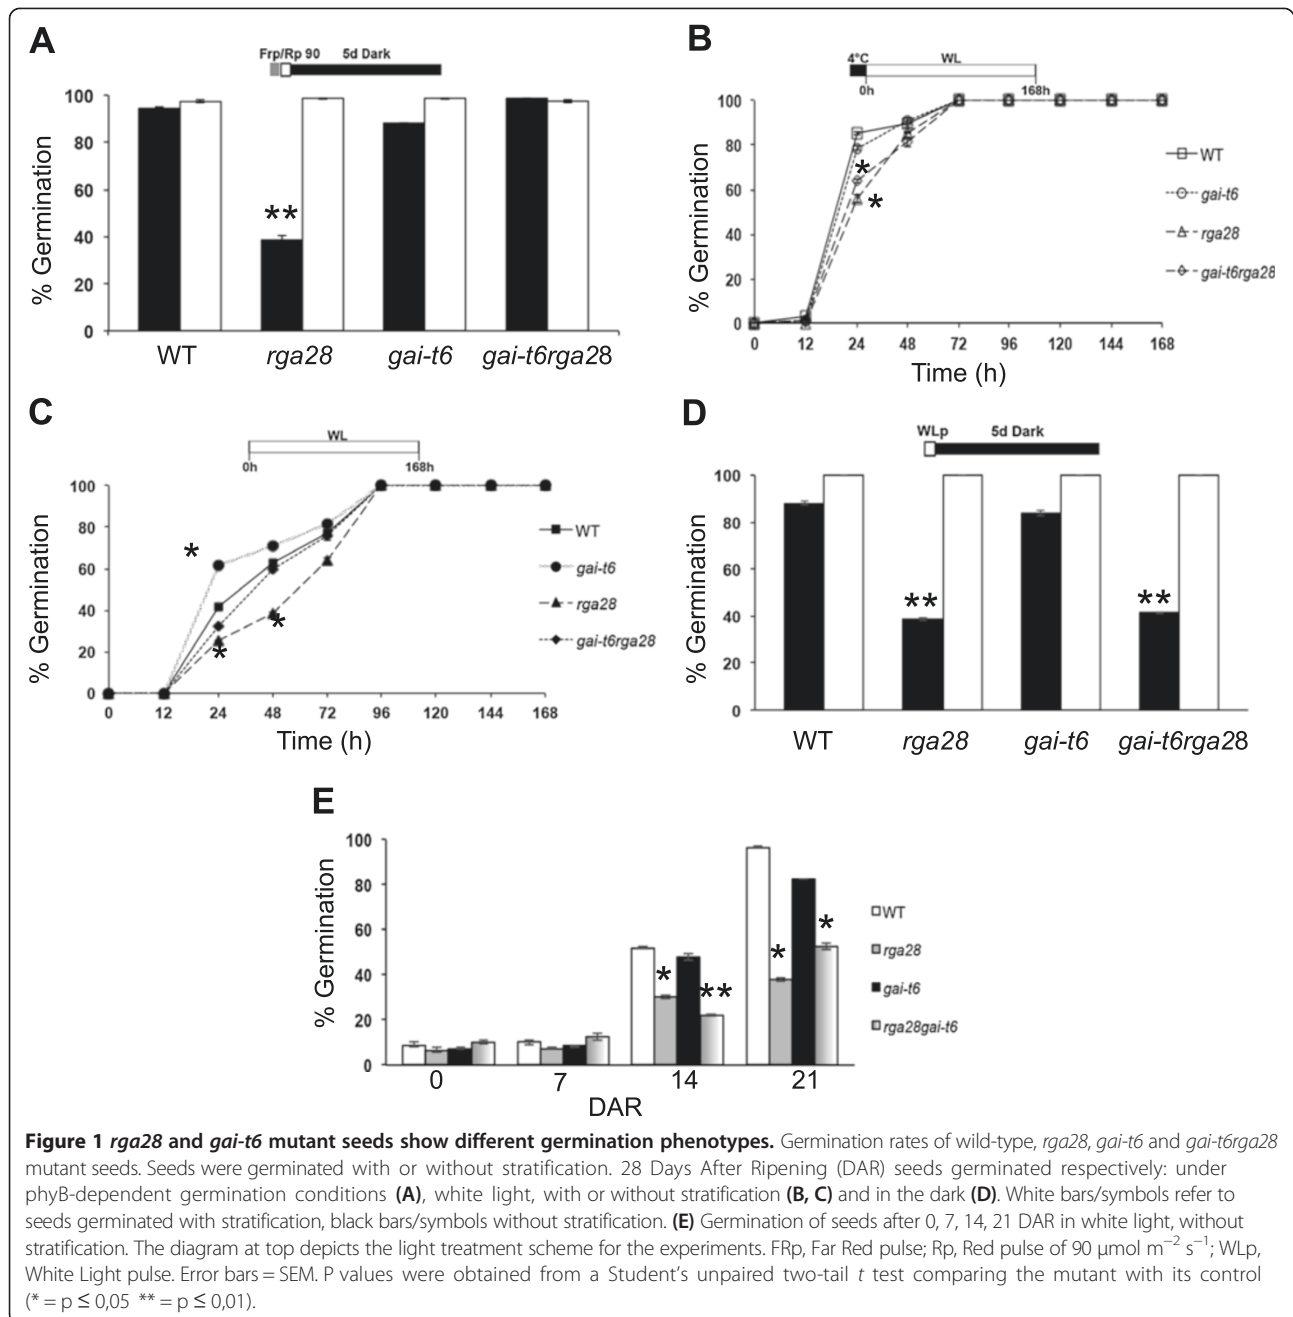 A
Frp/Rp 90 5d Dark
% Germination
100
80
60
40
20
0
**
WT rga28 gai-t6 gai-t6rga28
B
4°C WL
0h 168h
% Germination
100
80
60
40
20
0
*
*
0 12 24 48 72 96 120 144 168
Time (h)
WT
gai-t6
rga28
gai-t6rga28
C
WL
0h 168h
% Germination
100
80
60
40
20
0
*
*
*
0 12 24 48 72 96 120 144 168
Time (h)
WT
gai-t6
rga28
gai-t6rga28
D
WLp 5d Dark
% Germination
100
80
60
40
20
0
** **
WT rga28 gai-t6 gai-t6rga28
E
% Germination
100
80
60
40
20
0
* ** * *
0 7 14 21
DAR
WT
rga28
gai-t6
rga28gai-t6
Figure 1 rga28 and gai-t6 mutant seeds show different germination phenotypes. Germination rates of wild-type, rga28, gai-t6 and gai-t6rga28
mutant seeds. Seeds were germinated with or without stratification. 28 Days After Ripening (DAR) seeds germinated respectively: under
phyB-dependent germination conditions (A), white light, with or without stratification (B, C) and in the dark (D). White bars/symbols refer to
seeds germinated with stratification, black bars/symbols without stratification. (E) Germination of seeds after 0, 7, 14, 21 DAR in white light, without
stratification. The diagram at top depicts the light treatment scheme for the experiments. FRp, Far Red pulse; Rp, Red pulse of 90 μmol m⁻² s⁻¹; WLp,
White Light pulse. Error bars = SEM. P values were obtained from a Student's unpaired two-tail t test comparing the mutant with its control
(* = p ≤ 0,05 ** = p ≤ 0,01).